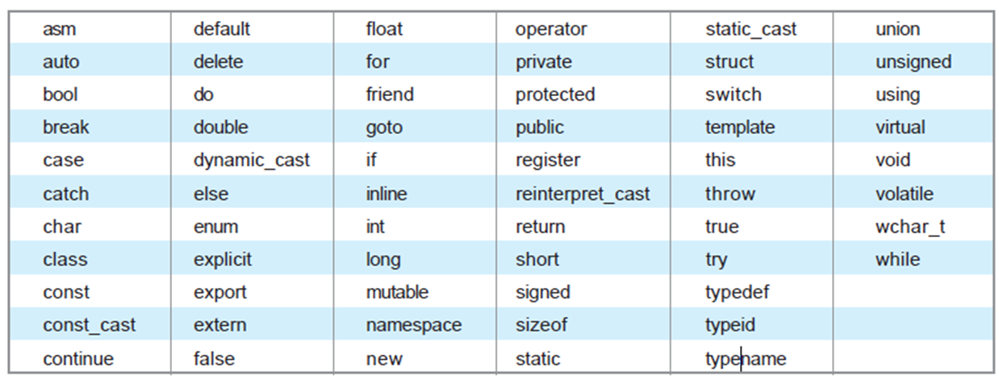 asm default float operator static_cast union
auto delete for private struct unsigned
bool do friend protected switch using
break double goto public template virtual
case dynamic_cast if register this void
catch else inline reinterpret_cast throw volatile
char enum int return true wchar_t
class explicit long short try while
const export mutable signed typedef
const_cast extern namespace sizeof typeid
continue false new static typename